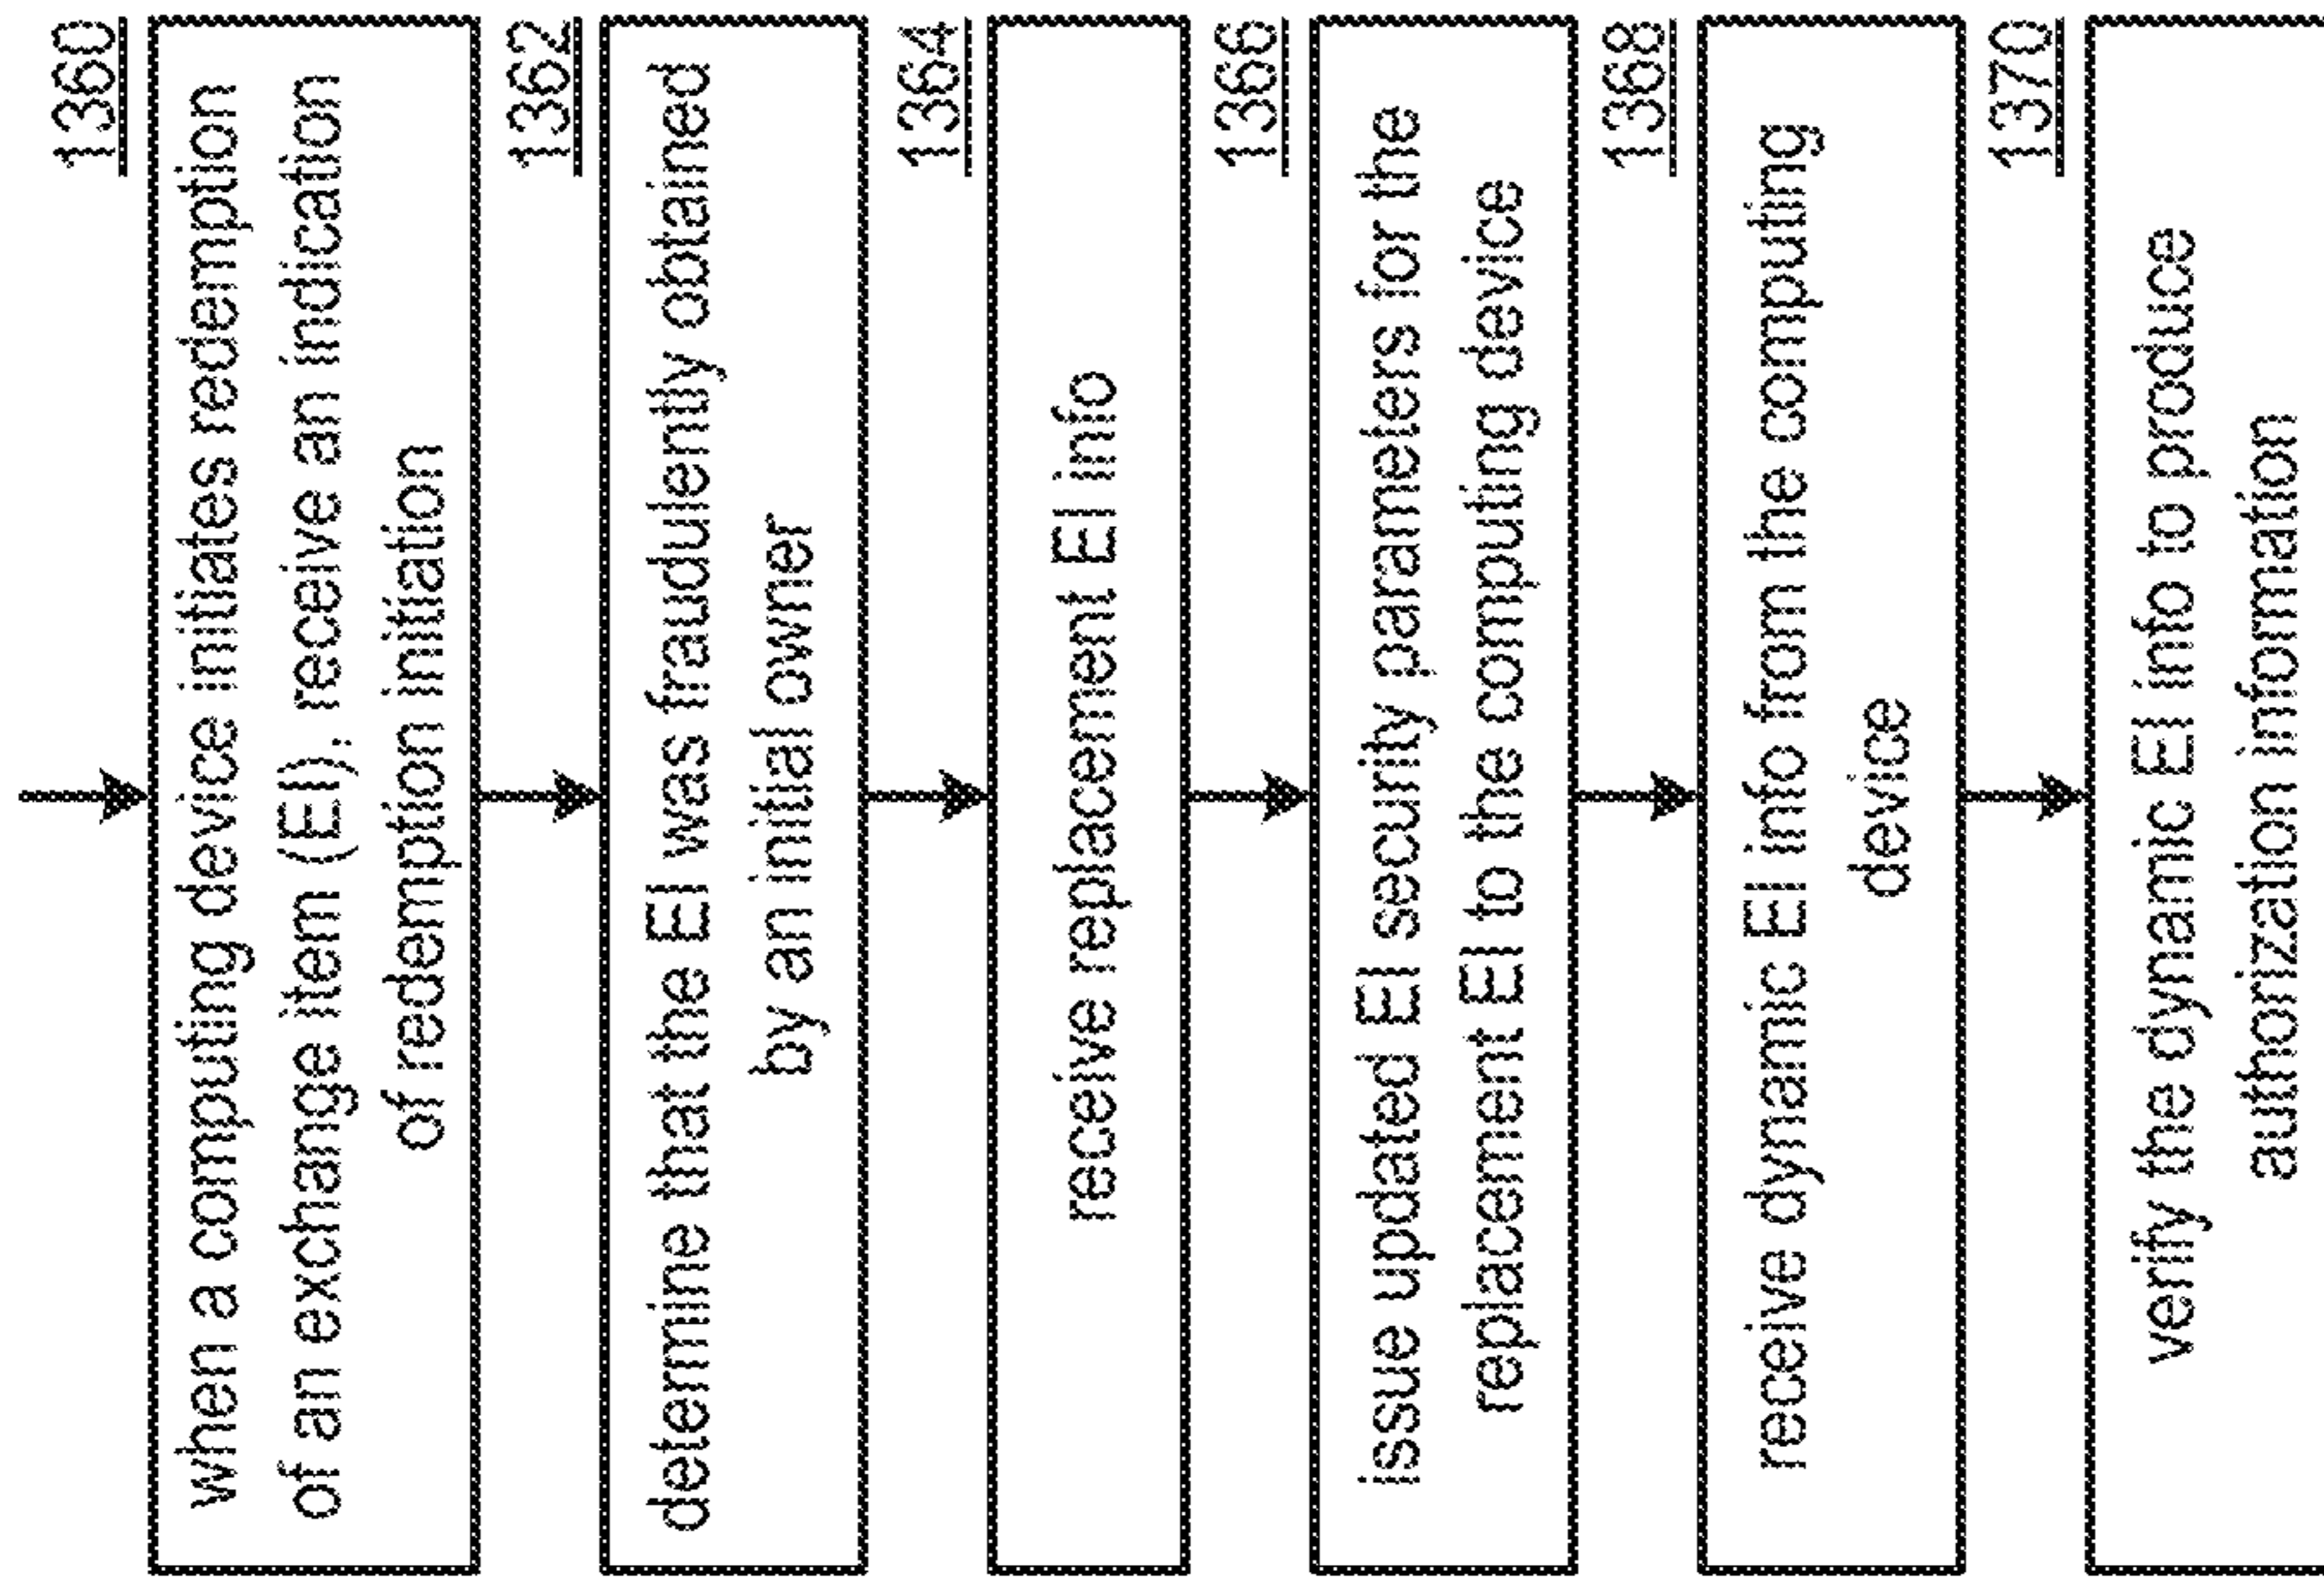 1360
when a computing device initiates redemption
of an exchange item (EI), receive an indication
of redemption initiation
1362
determine that the EI was fraudulently obtained
by an initial owner
1364
receive replacement EI info
1366
issue updated EI security parameters for the
replacement EI to the computing device
1368
receive dynamic EI info from the computing
device
1370
verify the dynamic EI info to produce
authorization information